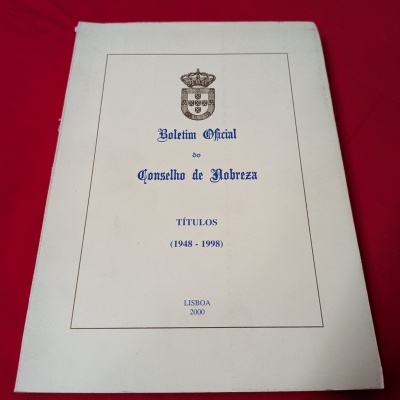 Boletim Oficial
do
Conselho de Nobreza
TÍTULOS
(1948 - 1998)
LISBOA
2000